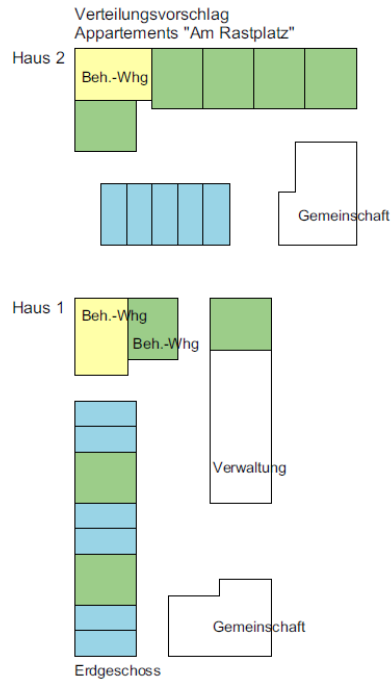 Verteilungsvorschlag
Appartements "Am Rastplatz"
Haus 2
Beh.-Whg
Gemeinschaft
Haus 1
Beh.-Whg
Beh.-Whg
Verwaltung
Gemeinschaft
Erdgeschoss